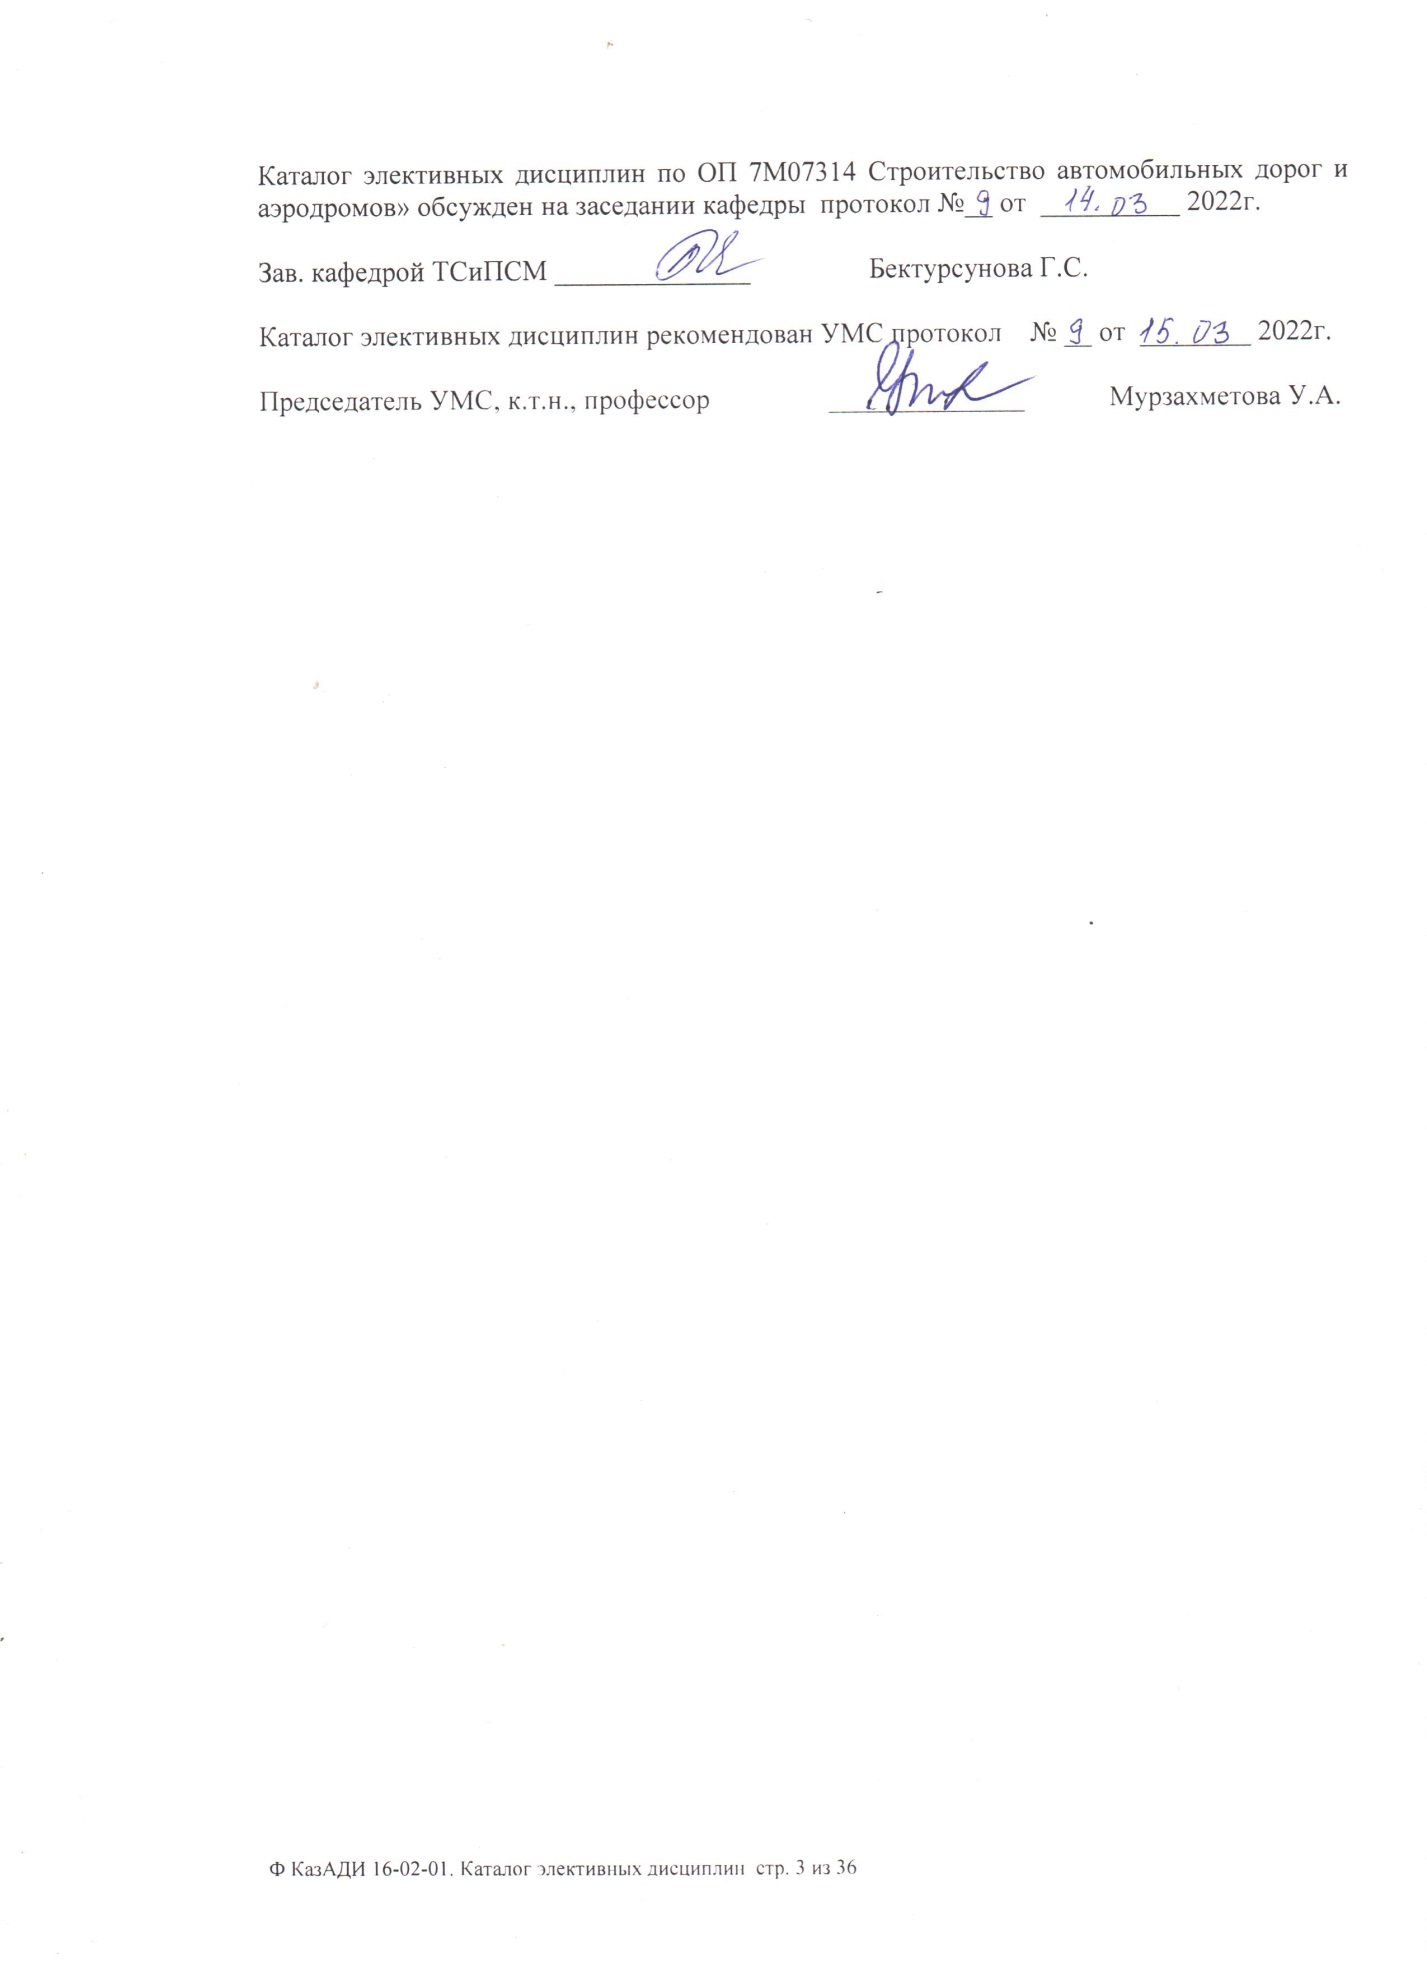 Каталог элективных дисциплин по ОП 7М07314 Строительство автомобильных дорог и
аэродромов» обсужден на заседании кафедры протокол № 9 от 14.03 2022г.
Зав. кафедрой ТСиПСМ Бектурсунова Г.С.
Каталог элективных дисциплин рекомендован УМС протокол № 9 от 15.03 2022г.
Председатель УМС, к.т.н., профессор Мурзахметова У.А.
Ф КазАДИ 16-02-01. Каталог элективных дисциплин стр. 3 из 36